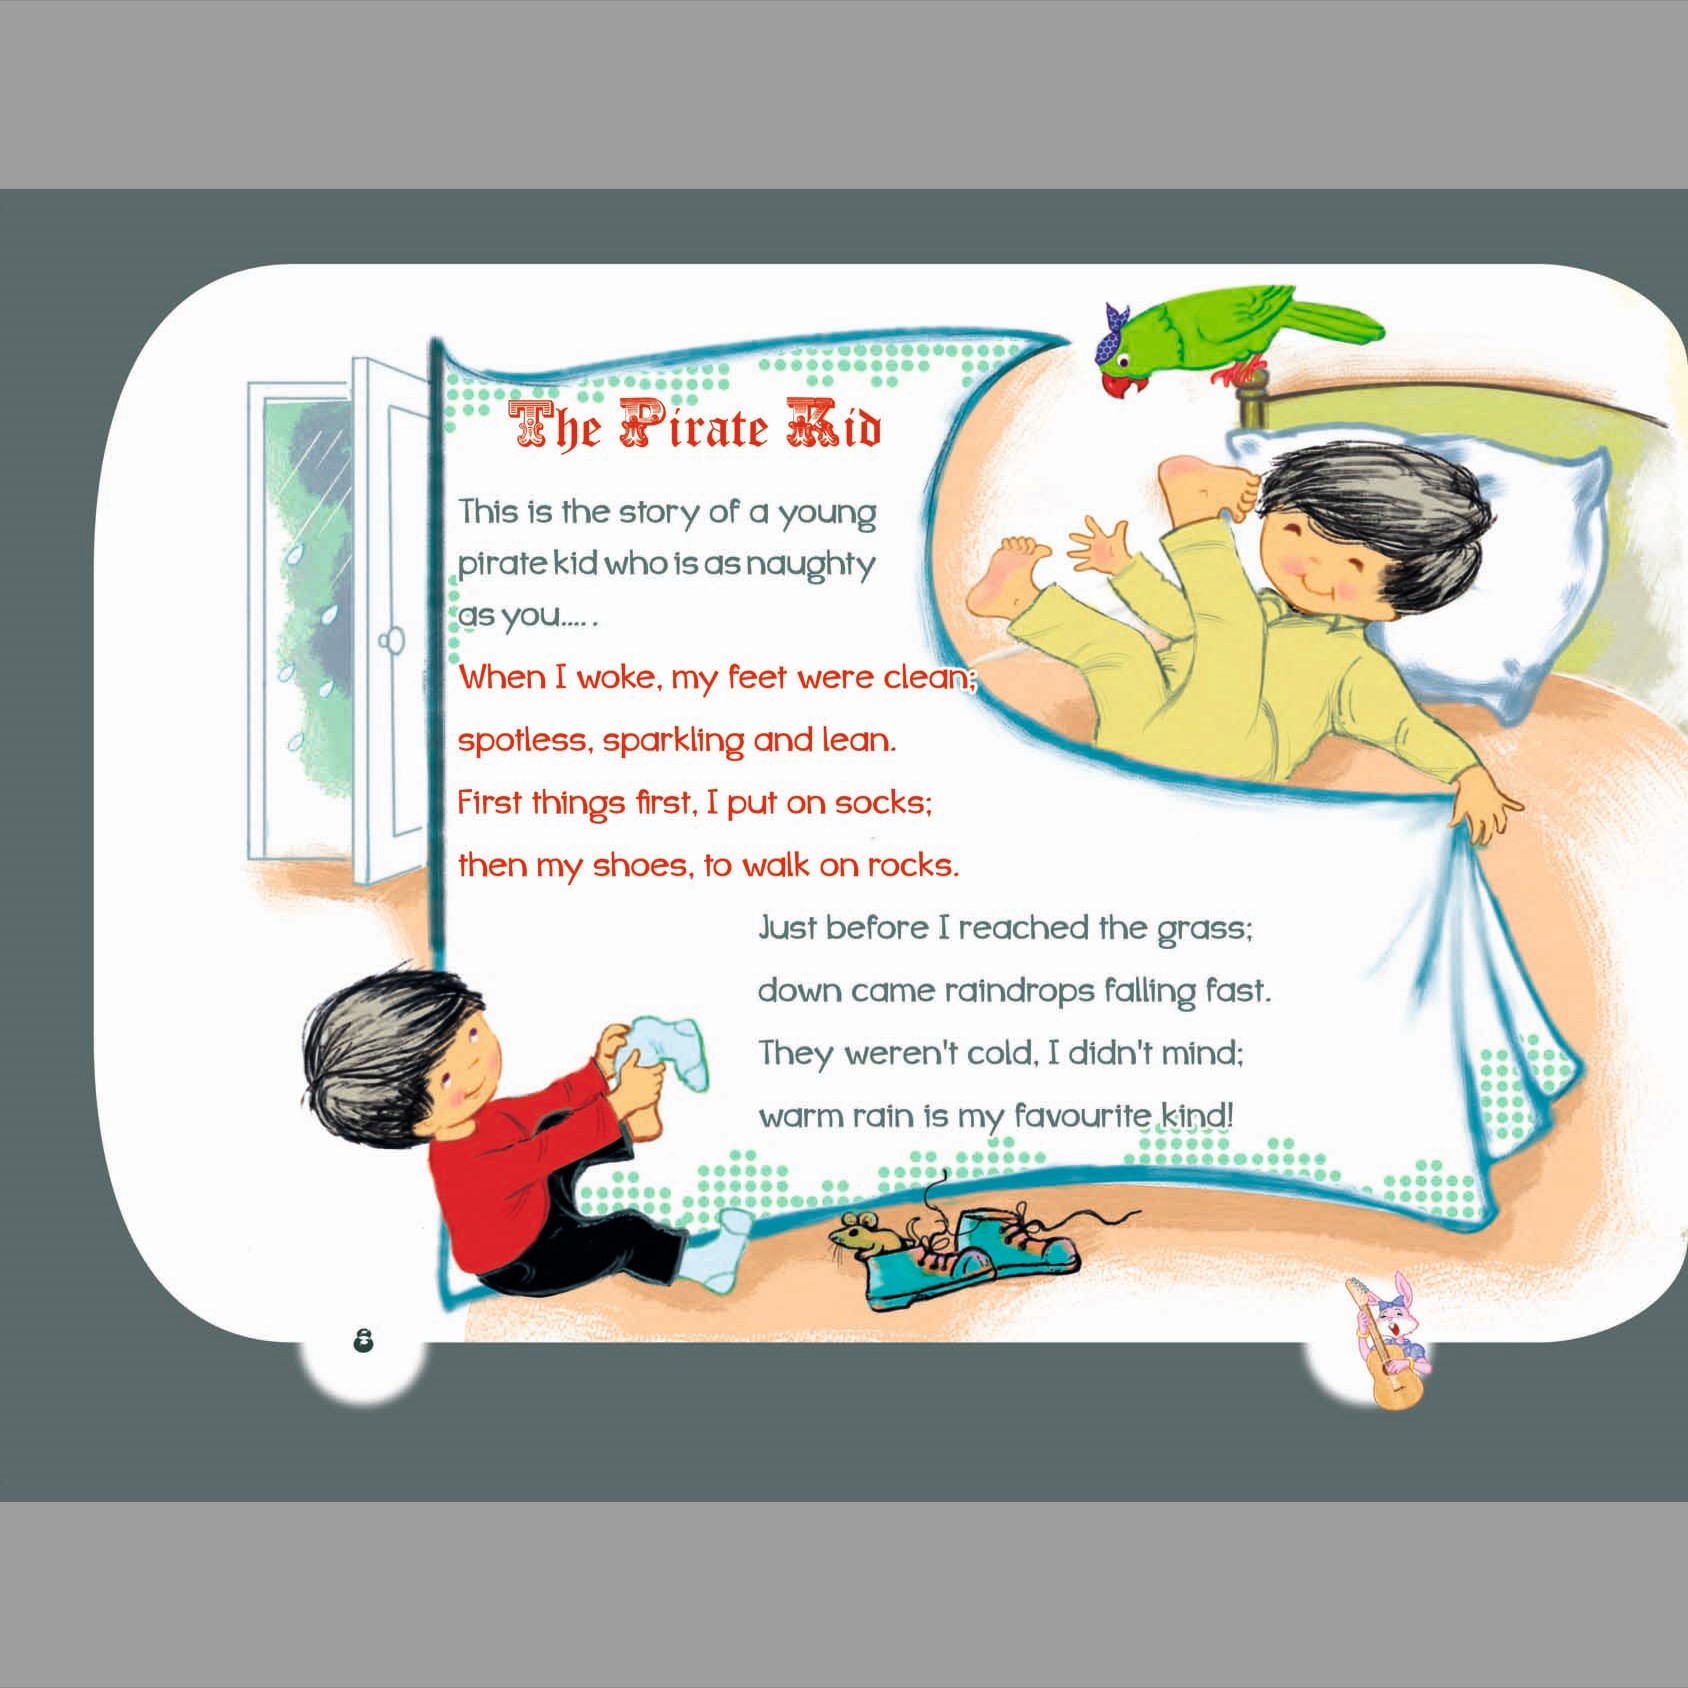 The Pirate Kid
This is the story of a young
pirate kid who is as naughty
as you.....
When I woke, my feet were clean;
spotless, sparkling and lean.
First things first, I put on socks;
then my shoes, to walk on rocks.
Just before I reached the grass;
down came raindrops falling fast.
They weren't cold, I didn't mind;
warm rain is my favourite kind!
8